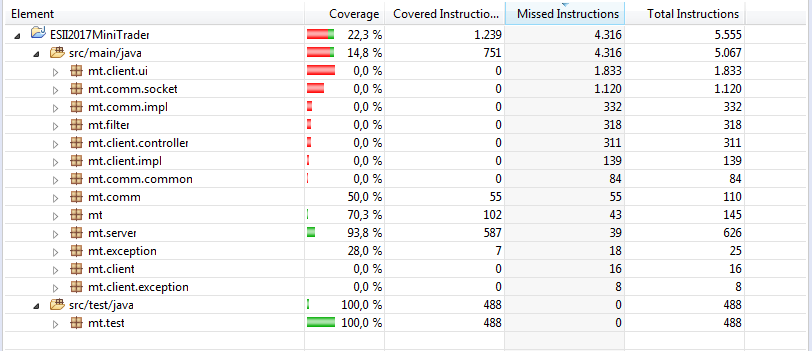 Element Coverage Covered Instructio... Missed Instructions Total Instructions
ESII2017MiniTrader 22,3 % 1.239 4.316 5.555
src/main/java 14,8 % 751 4.316 5.067
mt.client.ui 0,0 % 0 1.833 1.833
mt.comm.socket 0,0 % 0 1.120 1.120
mt.comm.impl 0,0 % 0 332 332
mt.filter 0,0 % 0 318 318
mt.client.controller 0,0 % 0 311 311
mt.client.impl 0,0 % 0 139 139
mt.comm.common 0,0 % 0 84 84
mt.comm 50,0 % 55 55 110
mt 70,3 % 102 43 145
mt.server 93,8 % 587 39 626
mt.exception 28,0 % 7 18 25
mt.client 0,0 % 0 16 16
mt.client.exception 0,0 % 0 8 8
src/test/java 100,0 % 488 0 488
mt.test 100,0 % 488 0 488